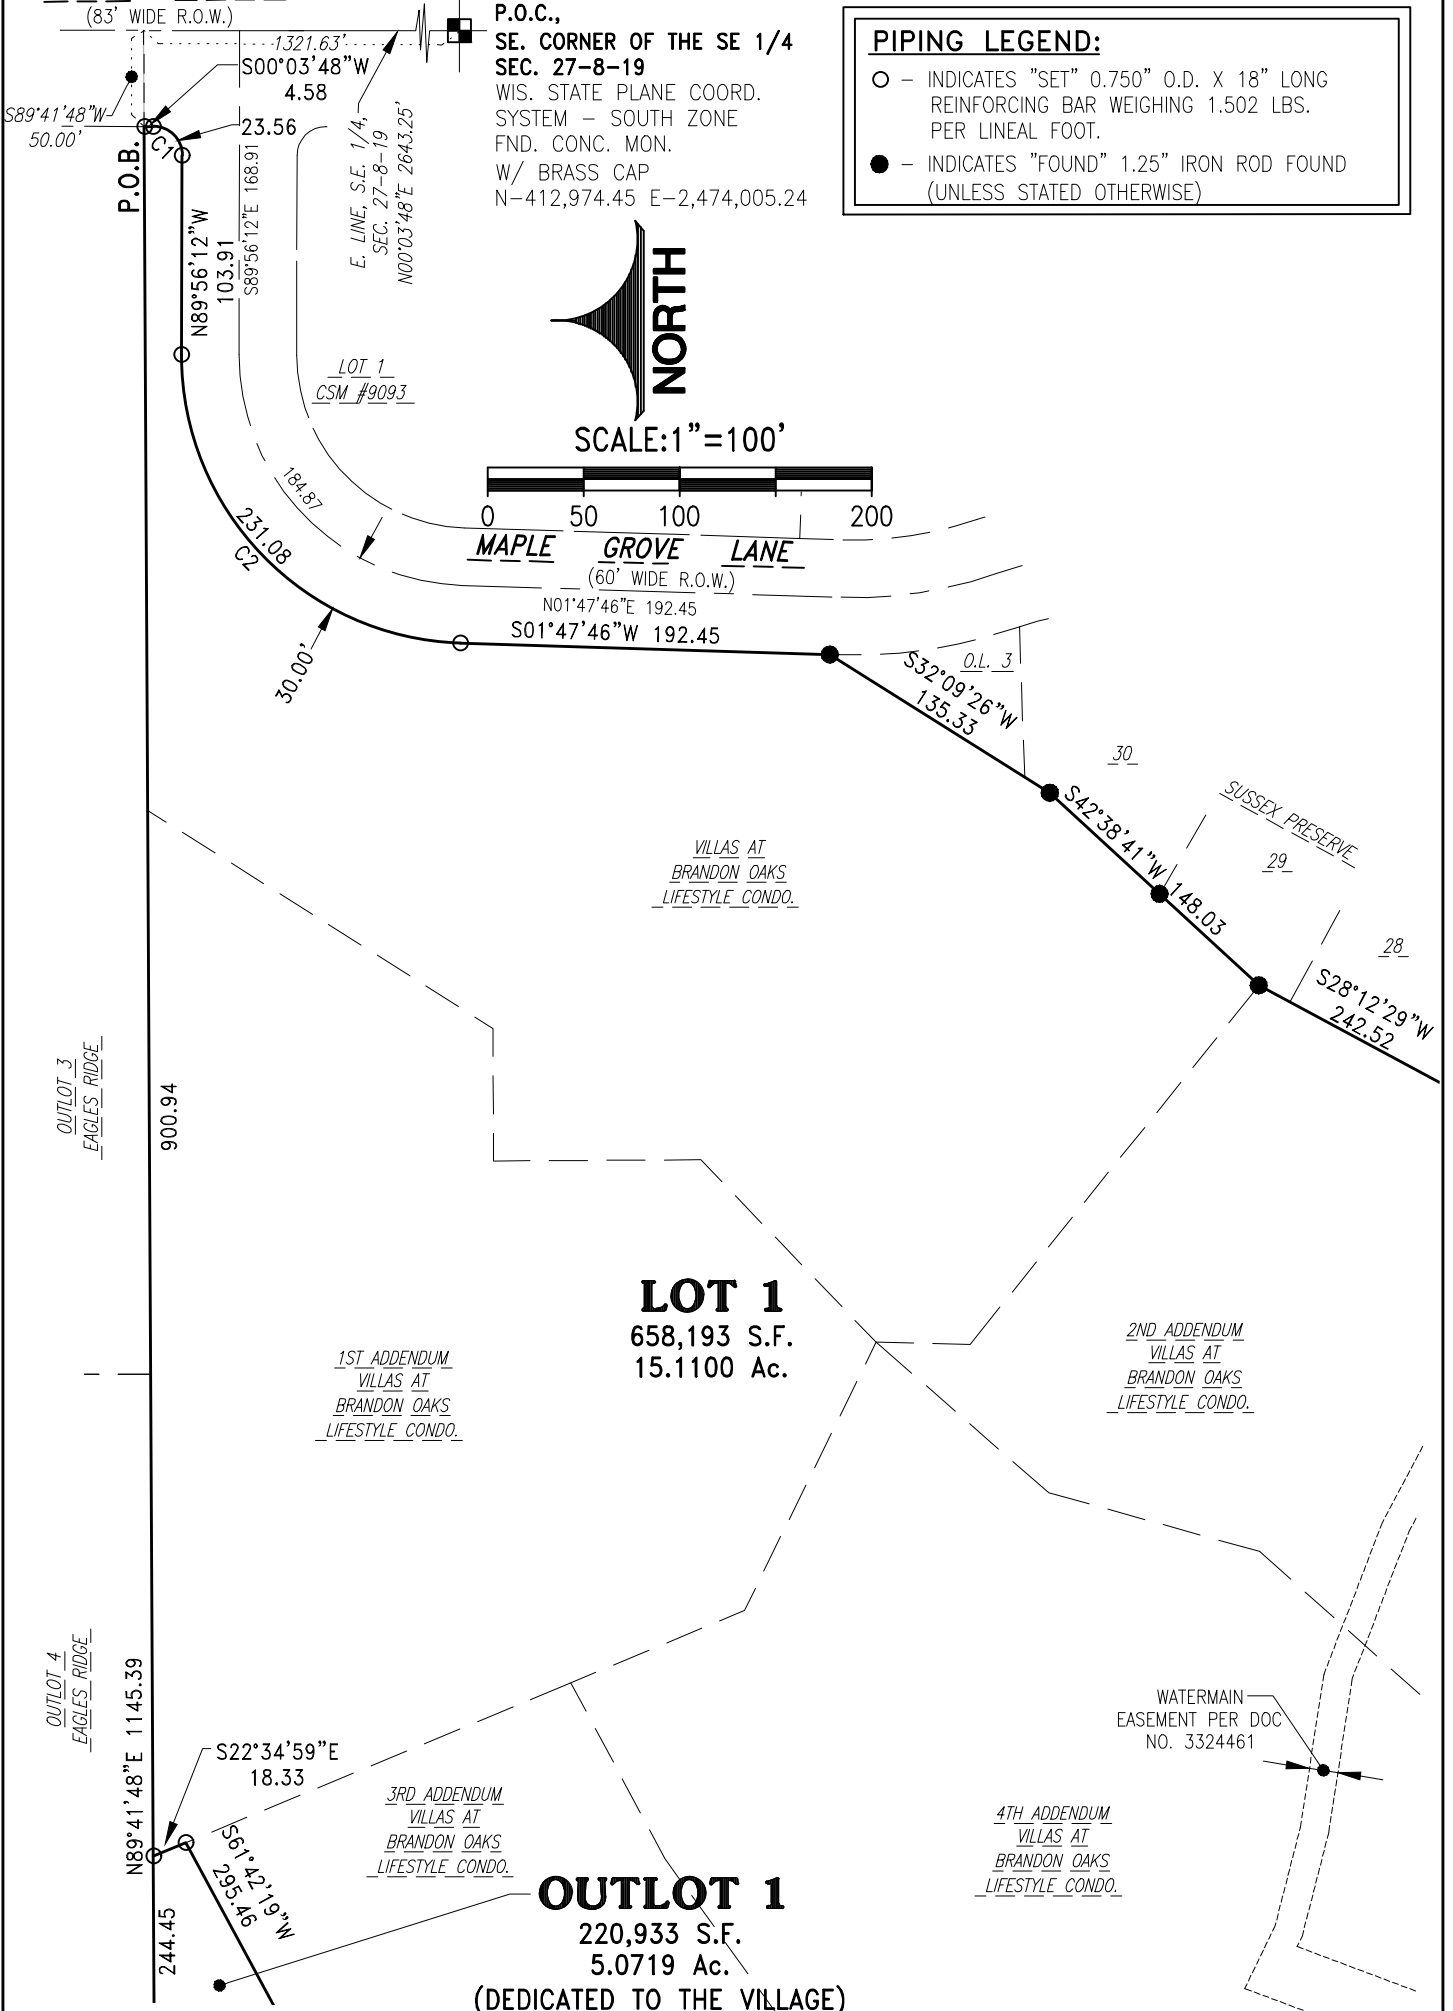 (83' WIDE R.O.W.)
1321.63'
S00°03'48"W
4.58
S89°41'48"W
50.00'
23.56
C1
P.O.B.
P.O.C.,
SE. CORNER OF THE SE 1/4
SEC. 27-8-19
WIS. STATE PLANE COORD.
SYSTEM – SOUTH ZONE
FND. CONC. MON.
W/ BRASS CAP
N-412,974.45 E-2,474,005.24
PIPING LEGEND:
– INDICATES "SET" 0.750" O.D. X 18" LONG
REINFORCING BAR WEIGHING 1.502 LBS.
PER LINEAL FOOT.
– INDICATES "FOUND" 1.25" IRON ROD FOUND
(UNLESS STATED OTHERWISE)
E. LINE, S.E. 1/4,
SEC. 27-8-19
N00°03'48"E 2643.25'
N89°56'12"W
103.91
S89°56'12"E 168.91
NORTH
LOT 1
CSM #9093
SCALE:1"=100'
0 50 100 200
184.87
231.08
C2
30.00'
MAPLE GROVE LANE
(60' WIDE R.O.W.)
N01°47'46"E 192.45
S01°47'46"W 192.45
S32°09'26"W
135.33
O.L. 3
30
S42°38'41"W 148.03
SUSSEX PRESERVE
29
28
S28°12'29"W
242.52
VILLAS AT
BRANDON OAKS
LIFESTYLE CONDO.
OUTLOT 3
EAGLES RIDGE
900.94
LOT 1
658,193 S.F.
15.1100 Ac.
1ST ADDENDUM
VILLAS AT
BRANDON OAKS
LIFESTYLE CONDO.
2ND ADDENDUM
VILLAS AT
BRANDON OAKS
LIFESTYLE CONDO.
OUTLOT 4
EAGLES RIDGE
N89°41'48"E 1145.39
S22°34'59"E
18.33
S61°42'19"W
295.46
244.45
3RD ADDENDUM
VILLAS AT
BRANDON OAKS
LIFESTYLE CONDO.
WATERMAIN
EASEMENT PER DOC
NO. 3324461
4TH ADDENDUM
VILLAS AT
BRANDON OAKS
LIFESTYLE CONDO.
OUTLOT 1
220,933 S.F.
5.0719 Ac.
(DEDICATED TO THE VILLAGE)